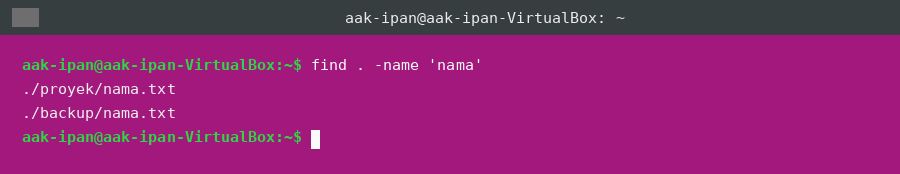 aak-ipan@aak-ipan-VirtualBox: ~
aak-ipan@aak-ipan-VirtualBox:~$ find . -name 'nama'
./proyek/nama.txt
./backup/nama.txt
aak-ipan@aak-ipan-VirtualBox:~$